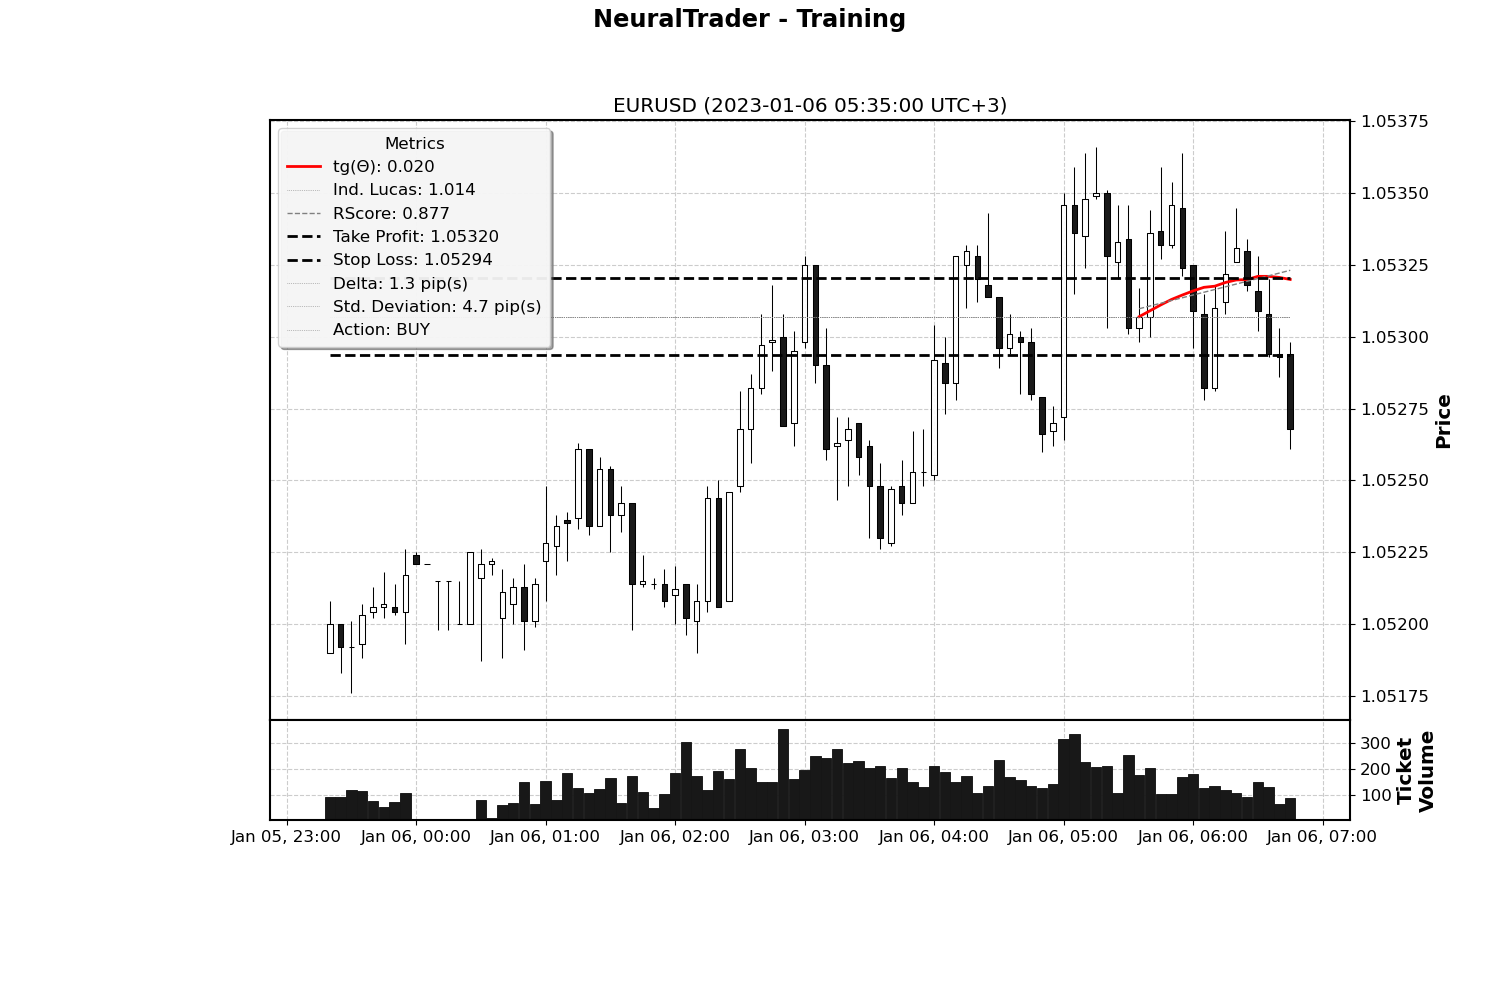 NeuralTrader - Training
EURUSD (2023-01-06 05:35:00 UTC+3)
Metrics
tg(Θ): 0.020
Ind. Lucas: 1.014
RScore: 0.877
Take Profit: 1.05320
Stop Loss: 1.05294
Delta: 1.3 pip(s)
Std. Deviation: 4.7 pip(s)
Action: BUY
1.05375
1.05350
1.05325
1.05300
1.05275
1.05250
1.05225
1.05200
1.05175
Price
300
200
100
Ticket
Volume
Jan 05, 23:00
Jan 06, 00:00
Jan 06, 01:00
Jan 06, 02:00
Jan 06, 03:00
Jan 06, 04:00
Jan 06, 05:00
Jan 06, 06:00
Jan 06, 07:00